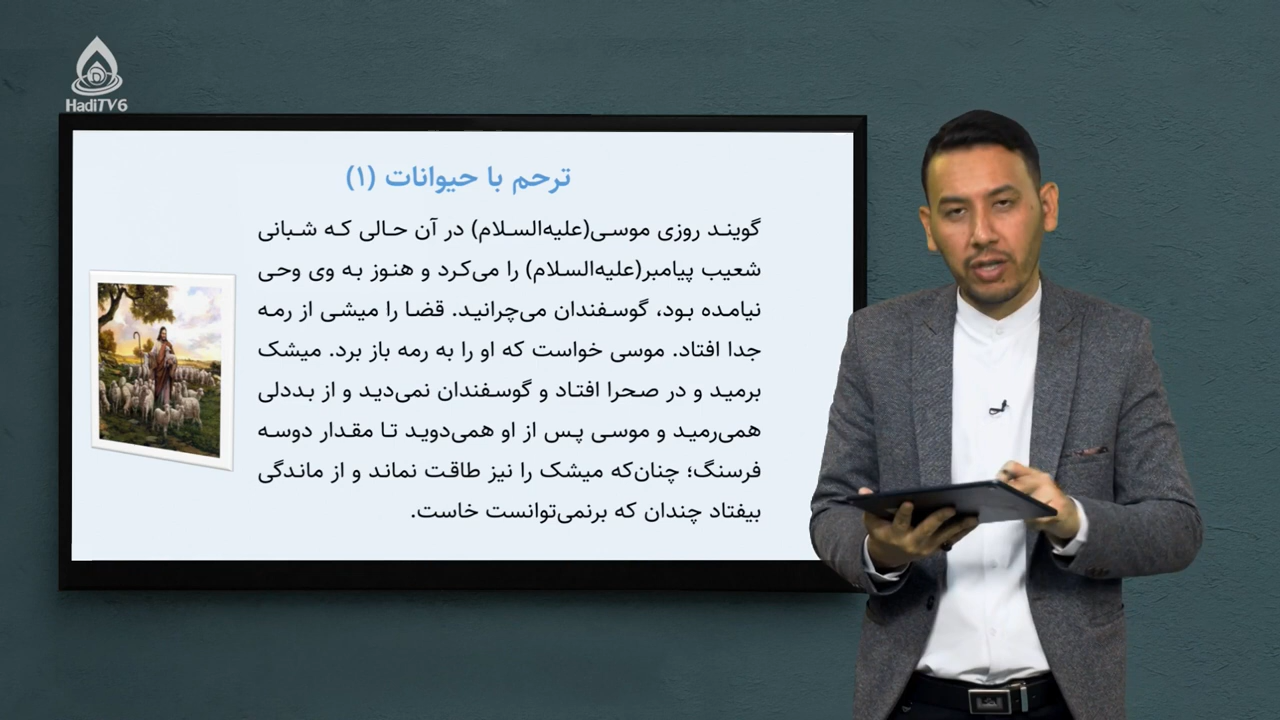 HadiTV6
ترحم با حیوانات (۱)
گویند روزی موسی(علیه‌السلام) در آن حالی که شبانی
شعیب پیامبر(علیه‌السلام) را می‌کرد و هنوز به وی وحی
نیامده بود، گوسفندان می‌چرانید. قضا را میشی از رمه
جدا افتاد. موسی خواست که او را به رمه باز برد. میشک
برمید و در صحرا افتاد و گوسفندان نمی‌دید و از بددلی
همی‌رمید و موسی پس از او همی‌دوید تا مقدار دوسه
فرسنگ؛ چنان‌که میشک را نیز طاقت نماند و از ماندگی
بیفتاد چندان که برنمی‌توانست خاست.